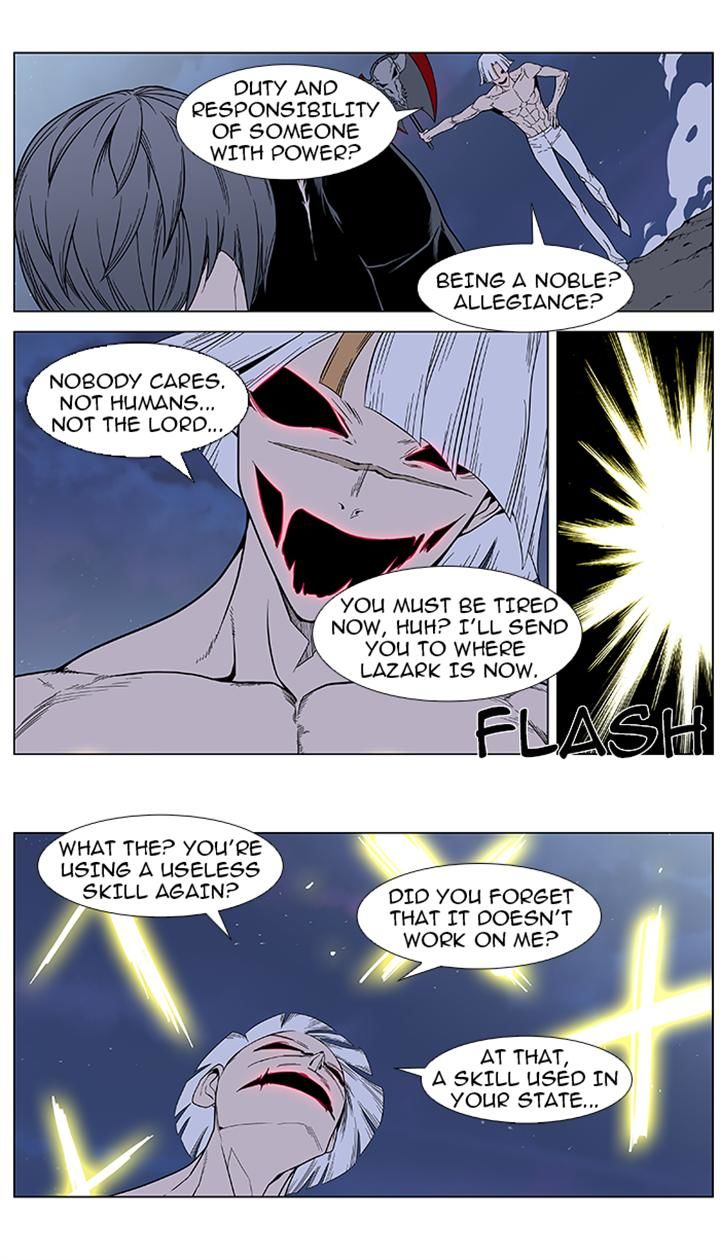 DUTY AND
RESPONSIBILITY
OF SOMEONE
WITH POWER?
BEING A NOBLE?
ALLEGIANCE?
NOBODY CARES.
NOT HUMANS...
NOT THE LORD...
YOU MUST BE TIRED
NOW, HUH? I'LL SEND
YOU TO WHERE
LAZARK IS NOW.
FLASH
WHAT THE? YOU'RE
USING A USELESS
SKILL AGAIN?
DID YOU FORGET
THAT IT DOESN'T
WORK ON ME?
AT THAT,
A SKILL USED IN
YOUR STATE...